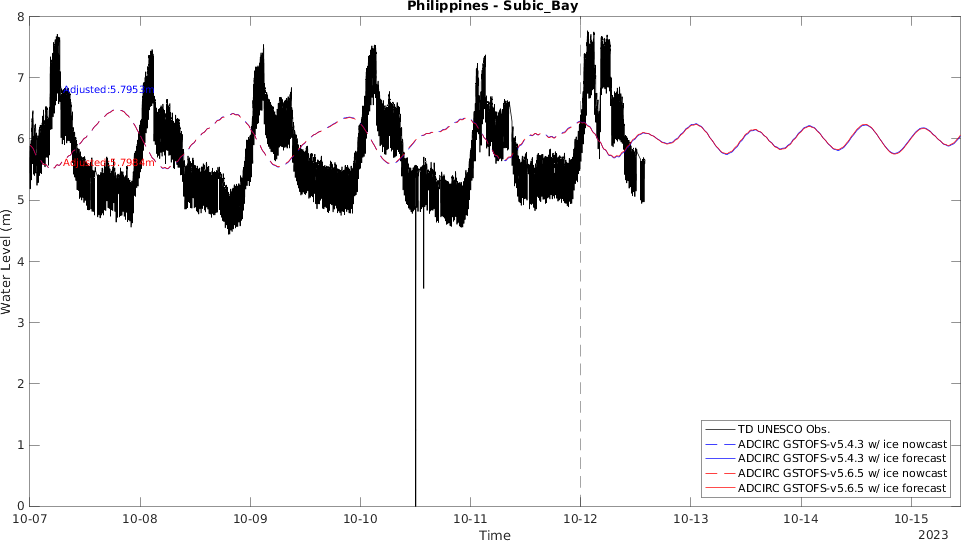 Philippines - Subic_Bay
8
7
6
5
4
3
2
1
0
Water Level (m)
Adjusted:5.7953m
10-07
10-08
10-09
10-10
10-11
10-12
10-13
10-14
10-15
Time
2023
TD UNESCO Obs.
ADCIRC GSTOFS-v5.4.3 w/ ice nowcast
ADCIRC GSTOFS-v5.4.3 w/ ice forecast
ADCIRC GSTOFS-v5.6.5 w/ ice nowcast
ADCIRC GSTOFS-v5.6.5 w/ ice forecast